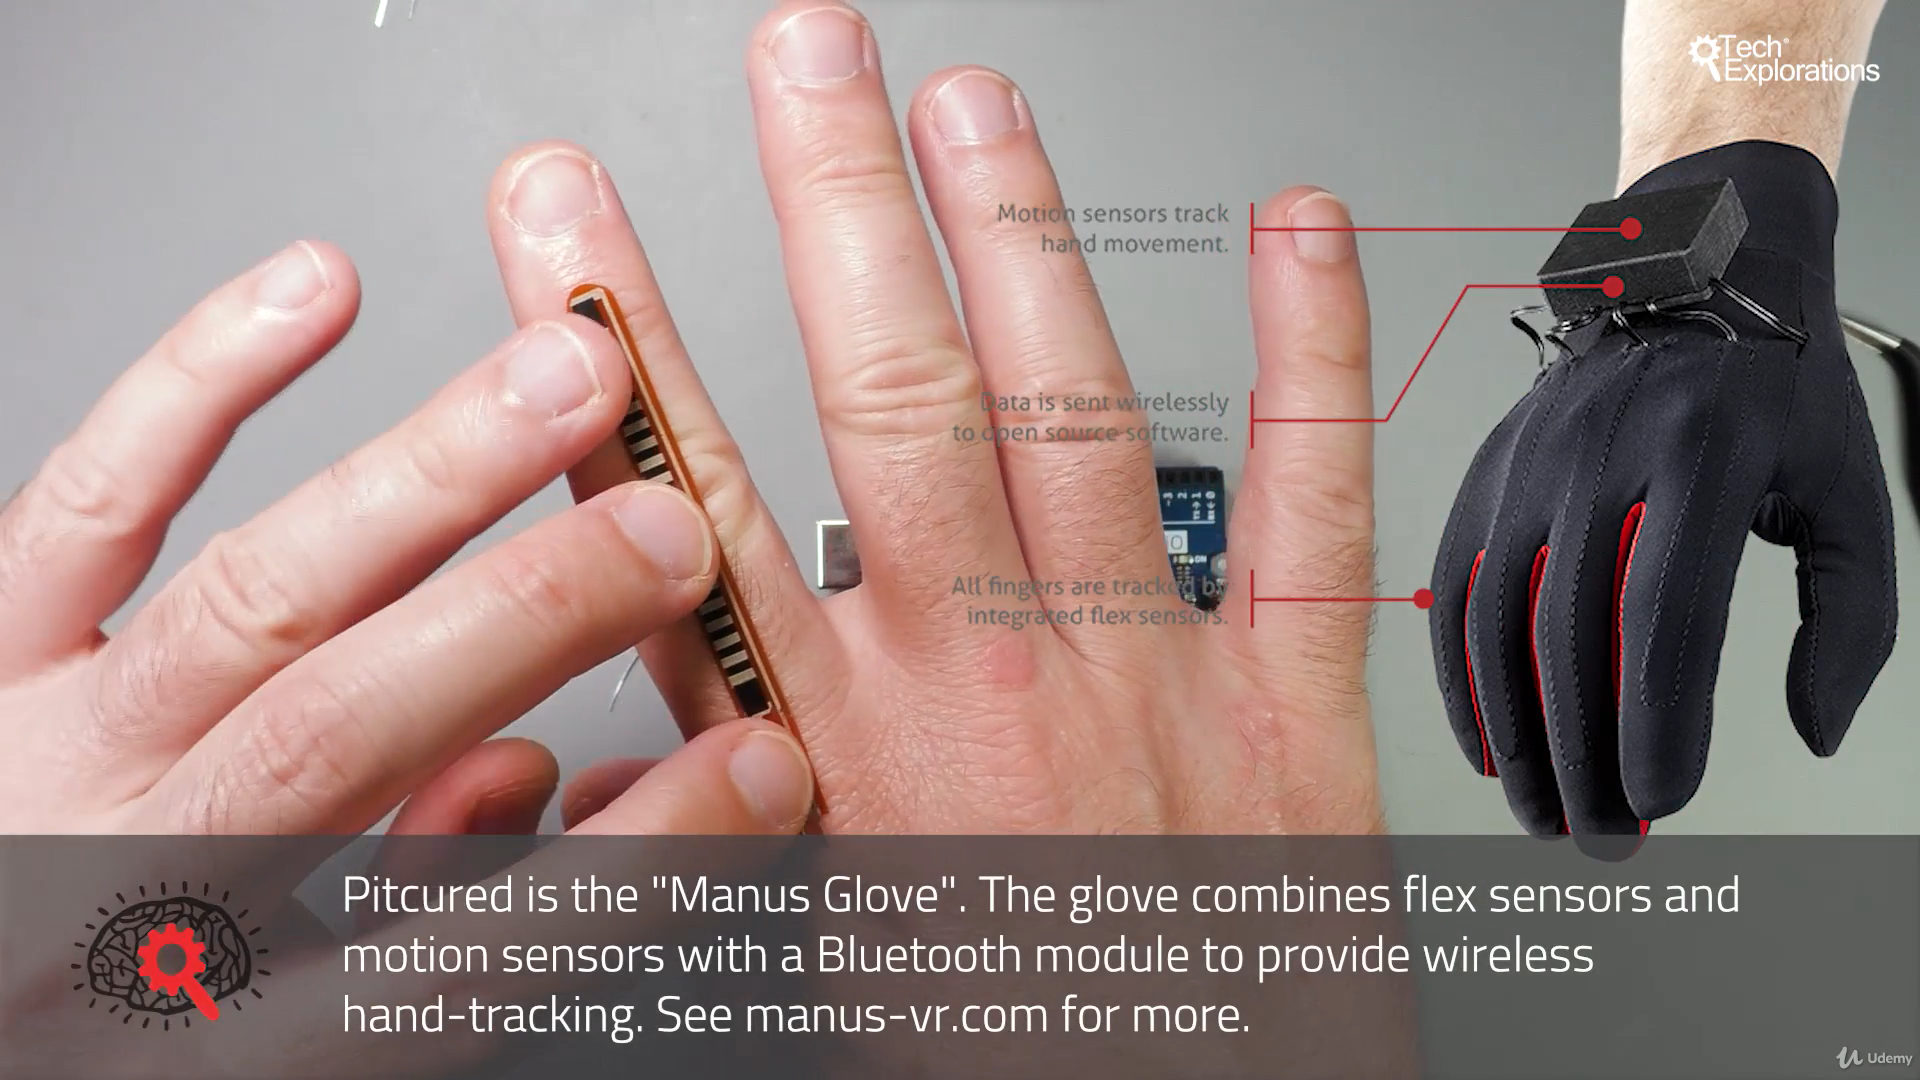 Tech
Explorations
Motion sensors track
hand movement.
Data is sent wirelessly
to open source software.
All fingers are tracked by
integrated flex sensors.
Pitcured is the "Manus Glove". The glove combines flex sensors and
motion sensors with a Bluetooth module to provide wireless
hand-tracking. See manus-vr.com for more.
Udemy